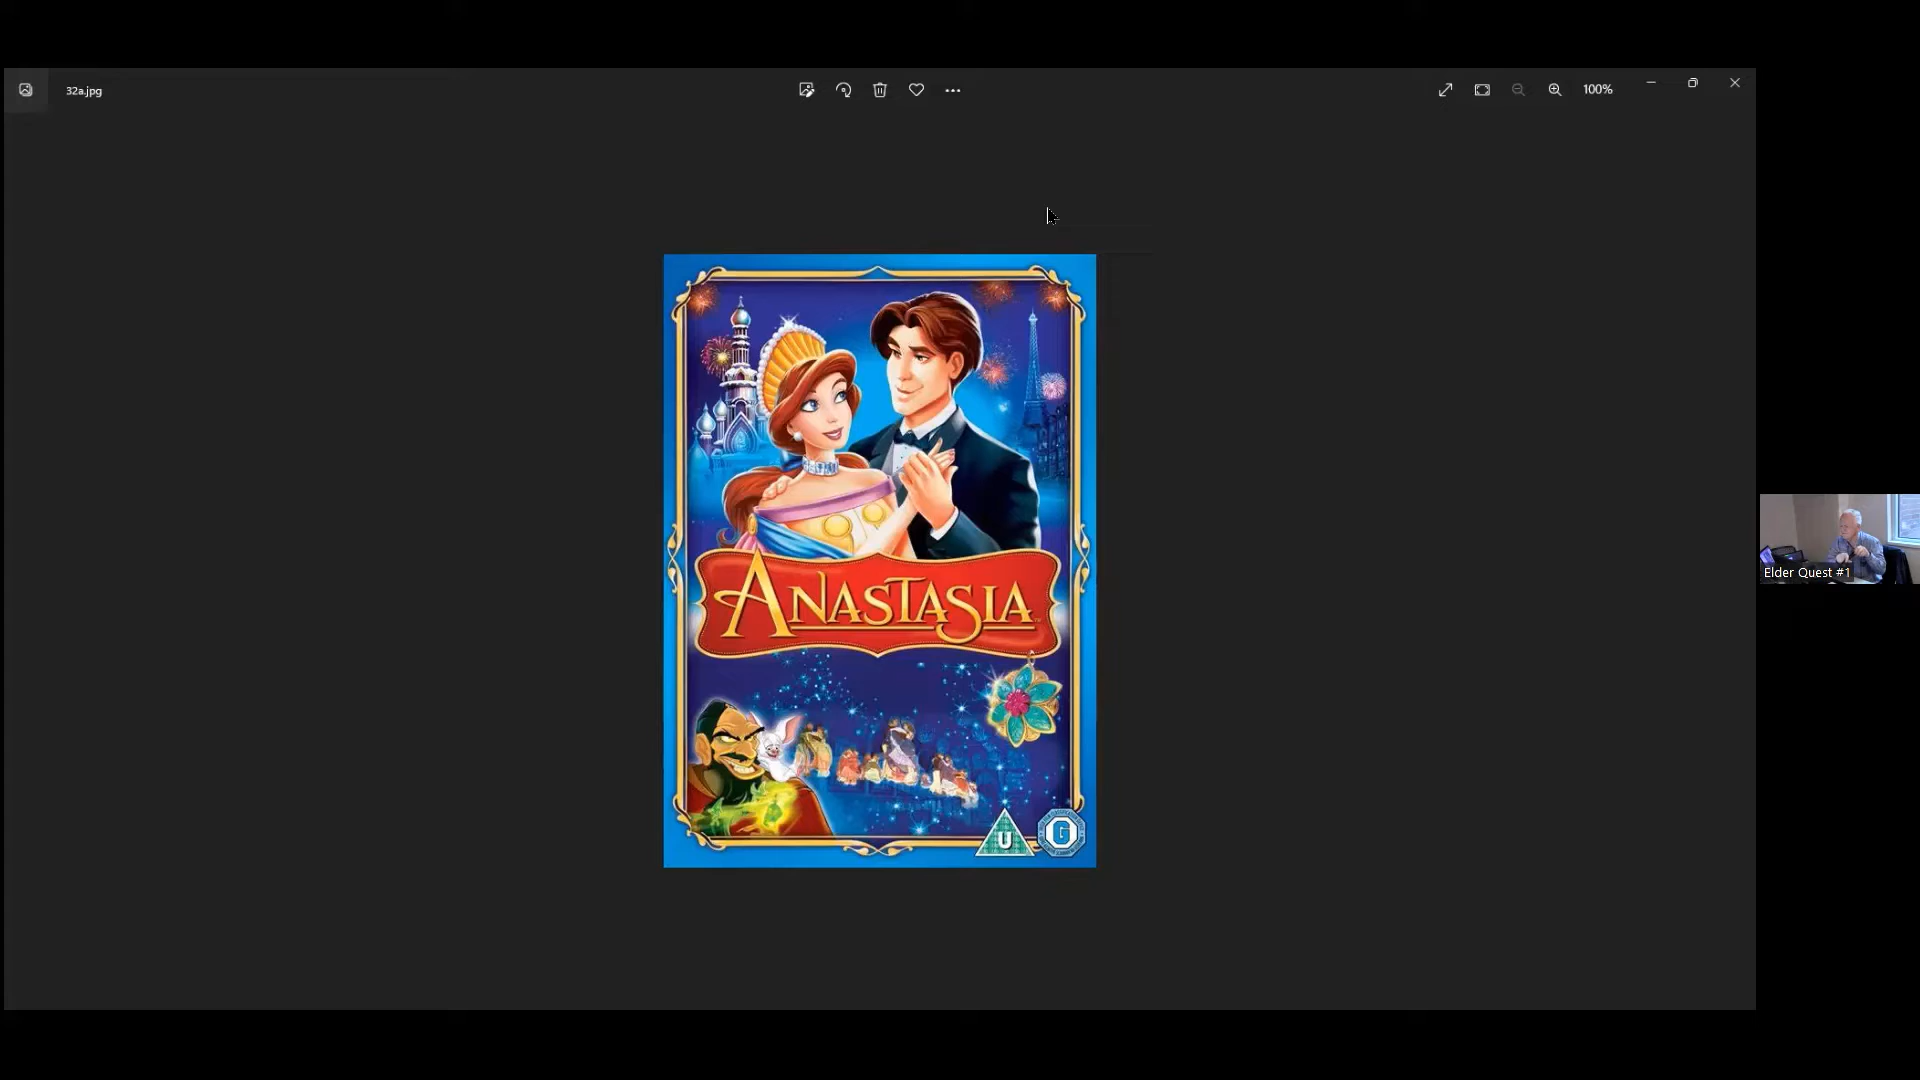 32a.jpg
100%
ANASTASIA
U
G
Elder Quest #1